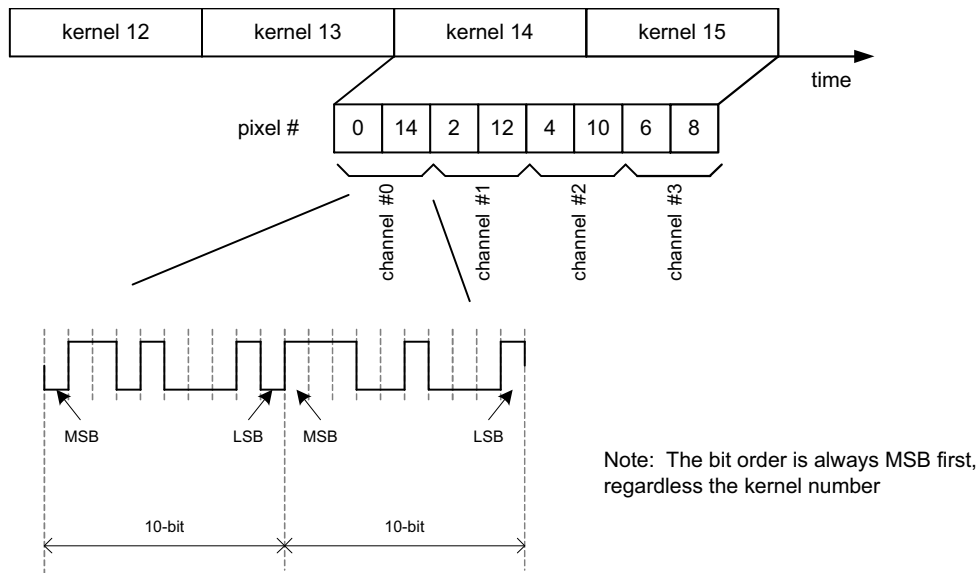 kernel 12 kernel 13 kernel 14 kernel 15
time
pixel # 0 14 2 12 4 10 6 8
channel #0 channel #1 channel #2 channel #3
MSB LSB MSB LSB
Note: The bit order is always MSB first,
regardless the kernel number
10-bit 10-bit